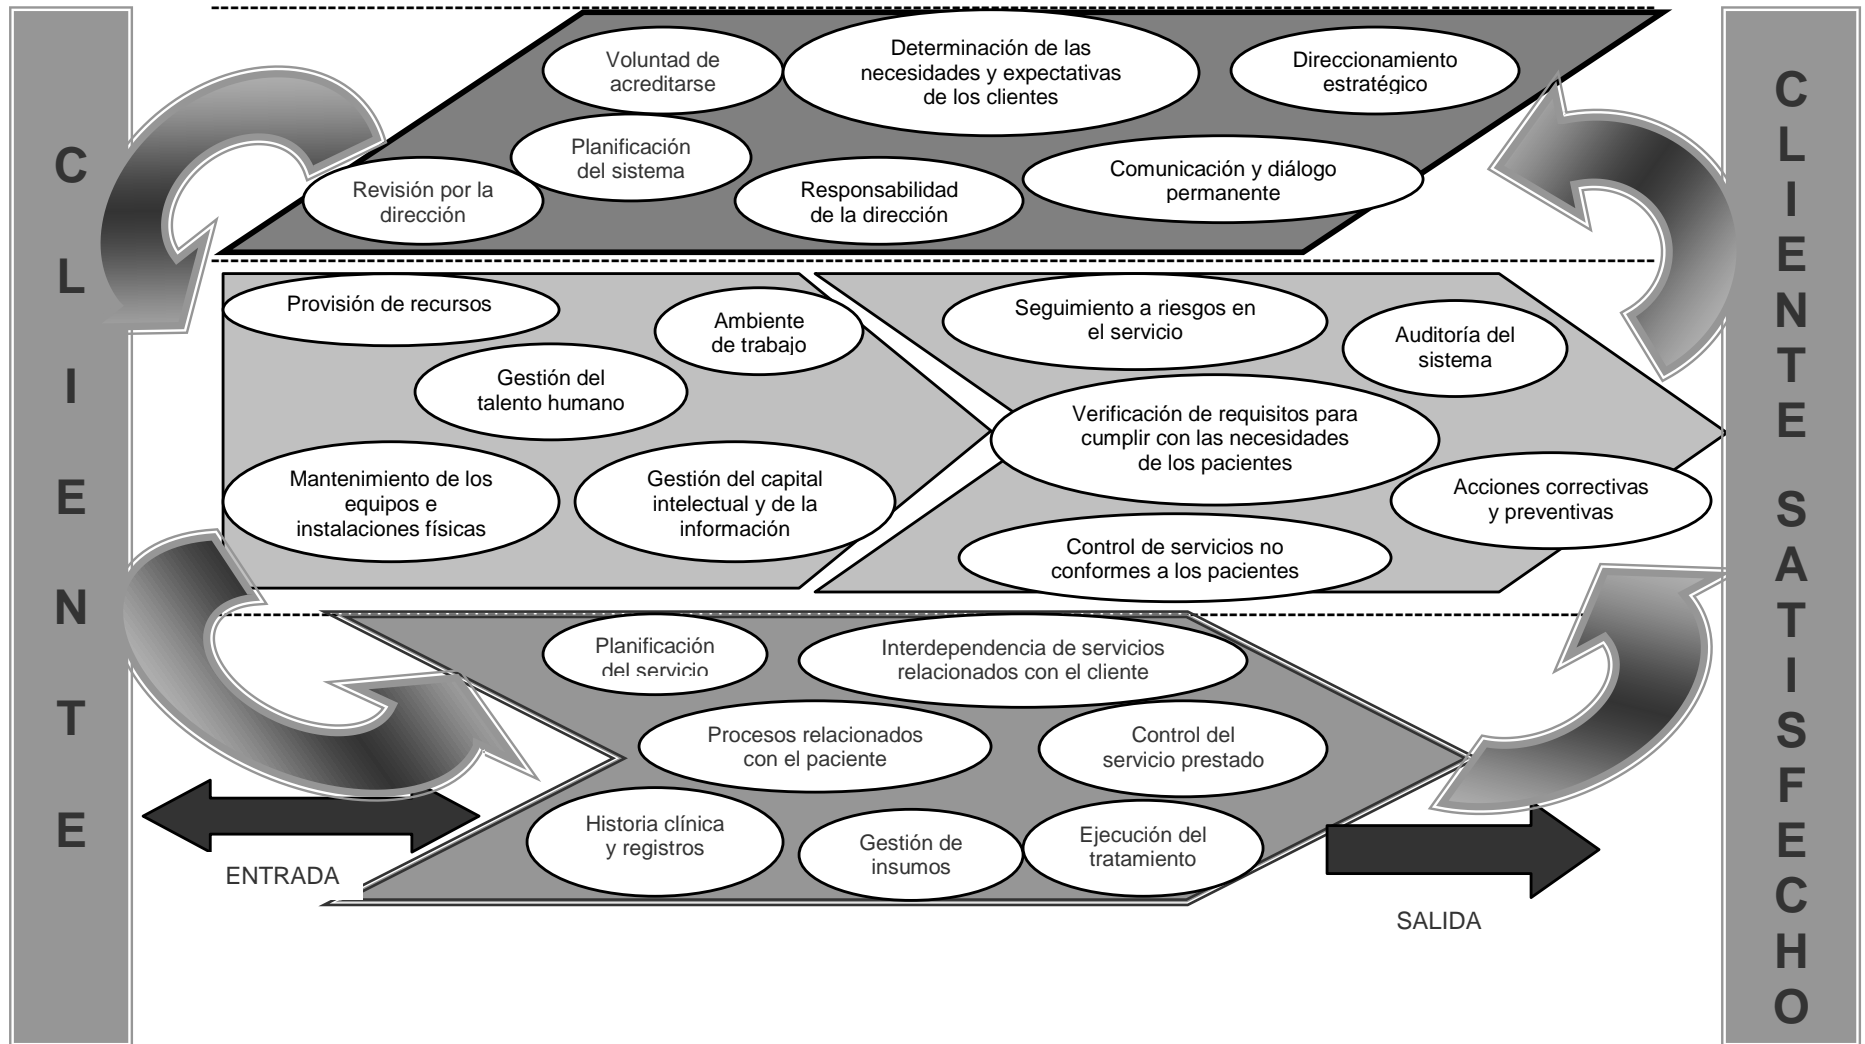 CLIENTE
Voluntad de
acreditarse
Determinación de las
necesidades y expectativas
de los clientes
Direccionamiento
estratégico
Planificación
del sistema
Comunicación y diálogo
permanente
Revisión por la
dirección
Responsabilidad
de la dirección
Provisión de recursos
Ambiente
de trabajo
Gestión del
talento humano
Mantenimiento de los
equipos e
instalaciones físicas
Gestión del capital
intelectual y de la
información
Seguimiento a riesgos en
el servicio
Auditoría del
sistema
Verificación de requisitos para
cumplir con las necesidades
de los pacientes
Acciones correctivas
y preventivas
Control de servicios no
conformes a los pacientes
Planificación
del servicio
Interdependencia de servicios
relacionados con el cliente
Procesos relacionados
con el paciente
Control del
servicio prestado
Historia clínica
y registros
Gestión de
insumos
Ejecución del
tratamiento
ENTRADA
SALIDA
CLIENTE SATISFECHO